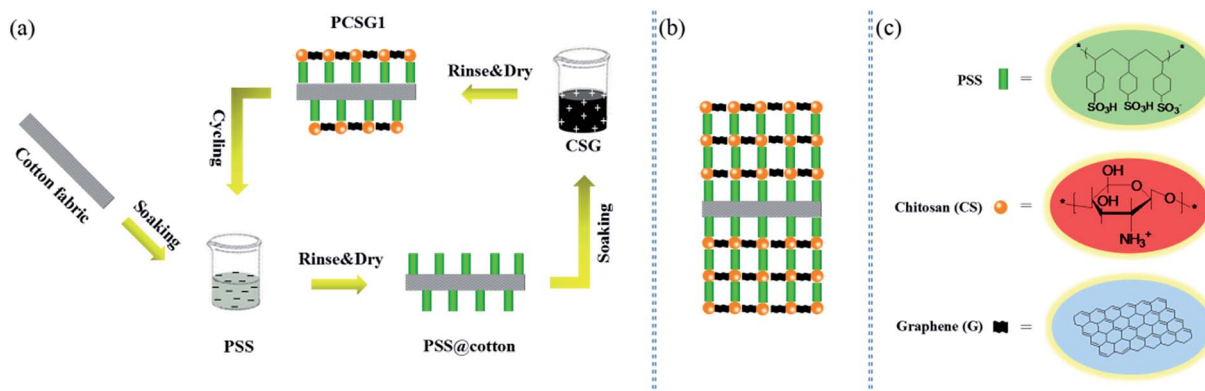 (a)
PCSG1
Rinse&Dry
CSG
Cycling
Cotton fabric
Soaking
PSS
Rinse&Dry
PSS@cotton
Soaking
(b)
(c)
PSS =
* * 
SO₃H SO₃H SO₃⁻
Chitosan (CS) =
OH
O
OH
O
* *
NH₃⁺
Graphene (G) =